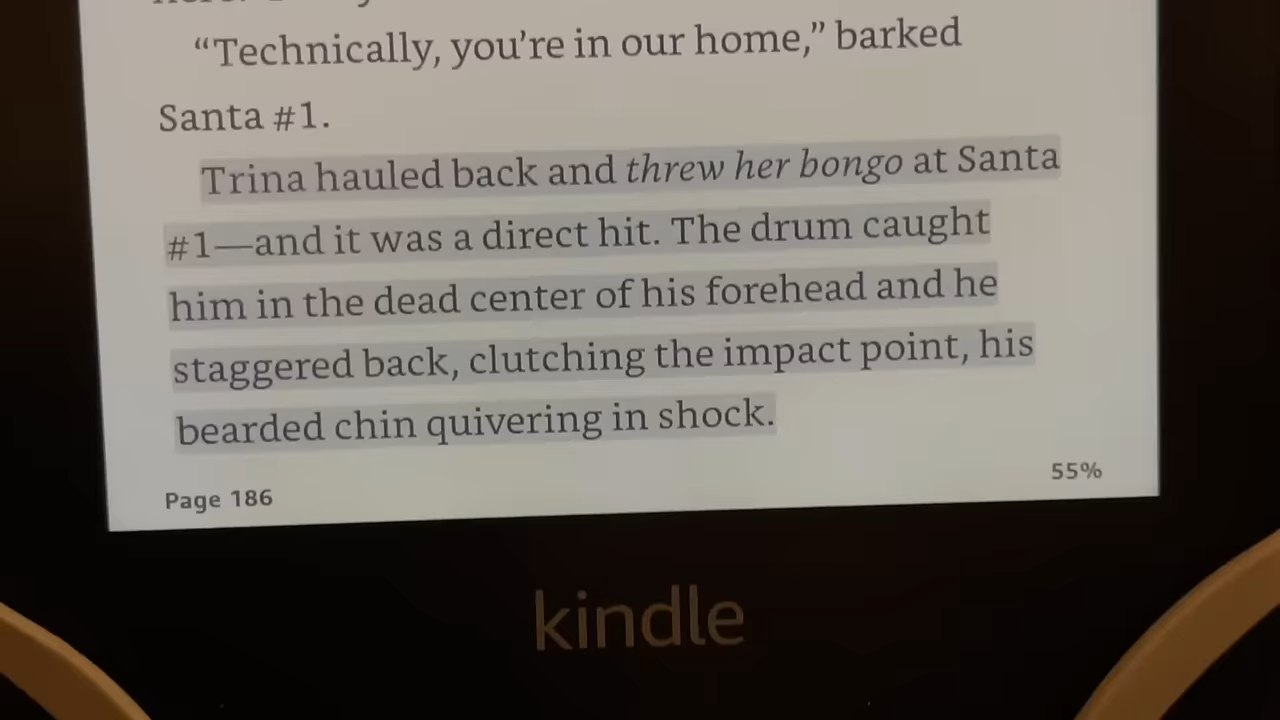 “Technically, you’re in our home,” barked
Santa #1.
Trina hauled back and threw her bongo at Santa
#1—and it was a direct hit. The drum caught
him in the dead center of his forehead and he
staggered back, clutching the impact point, his
bearded chin quivering in shock.
Page 186
55%
kindle